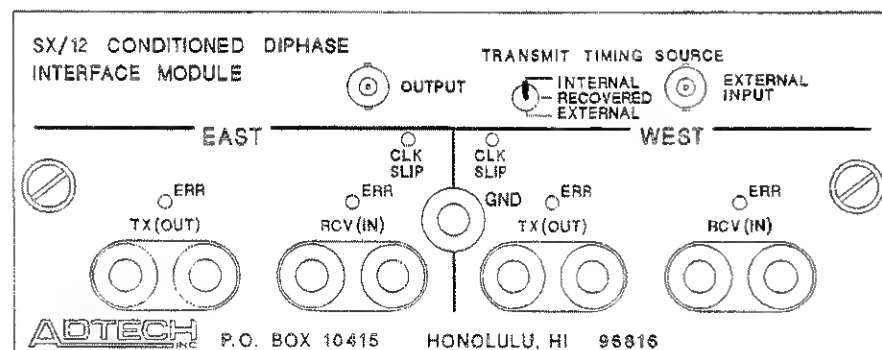 SX/12 CONDITIONED DIPHASE
INTERFACE MODULE
OUTPUT
TRANSMIT TIMING SOURCE
INTERNAL
RECOVERED
EXTERNAL
EXTERNAL
INPUT
EAST
WEST
CLK
SLIP
CLK
SLIP
ERR
TX(OUT)
ERR
RCV(IN)
GND
ERR
TX(OUT)
ERR
RCV(IN)
ADTECH INC P.O. BOX 10415 HONOLULU, HI 96816